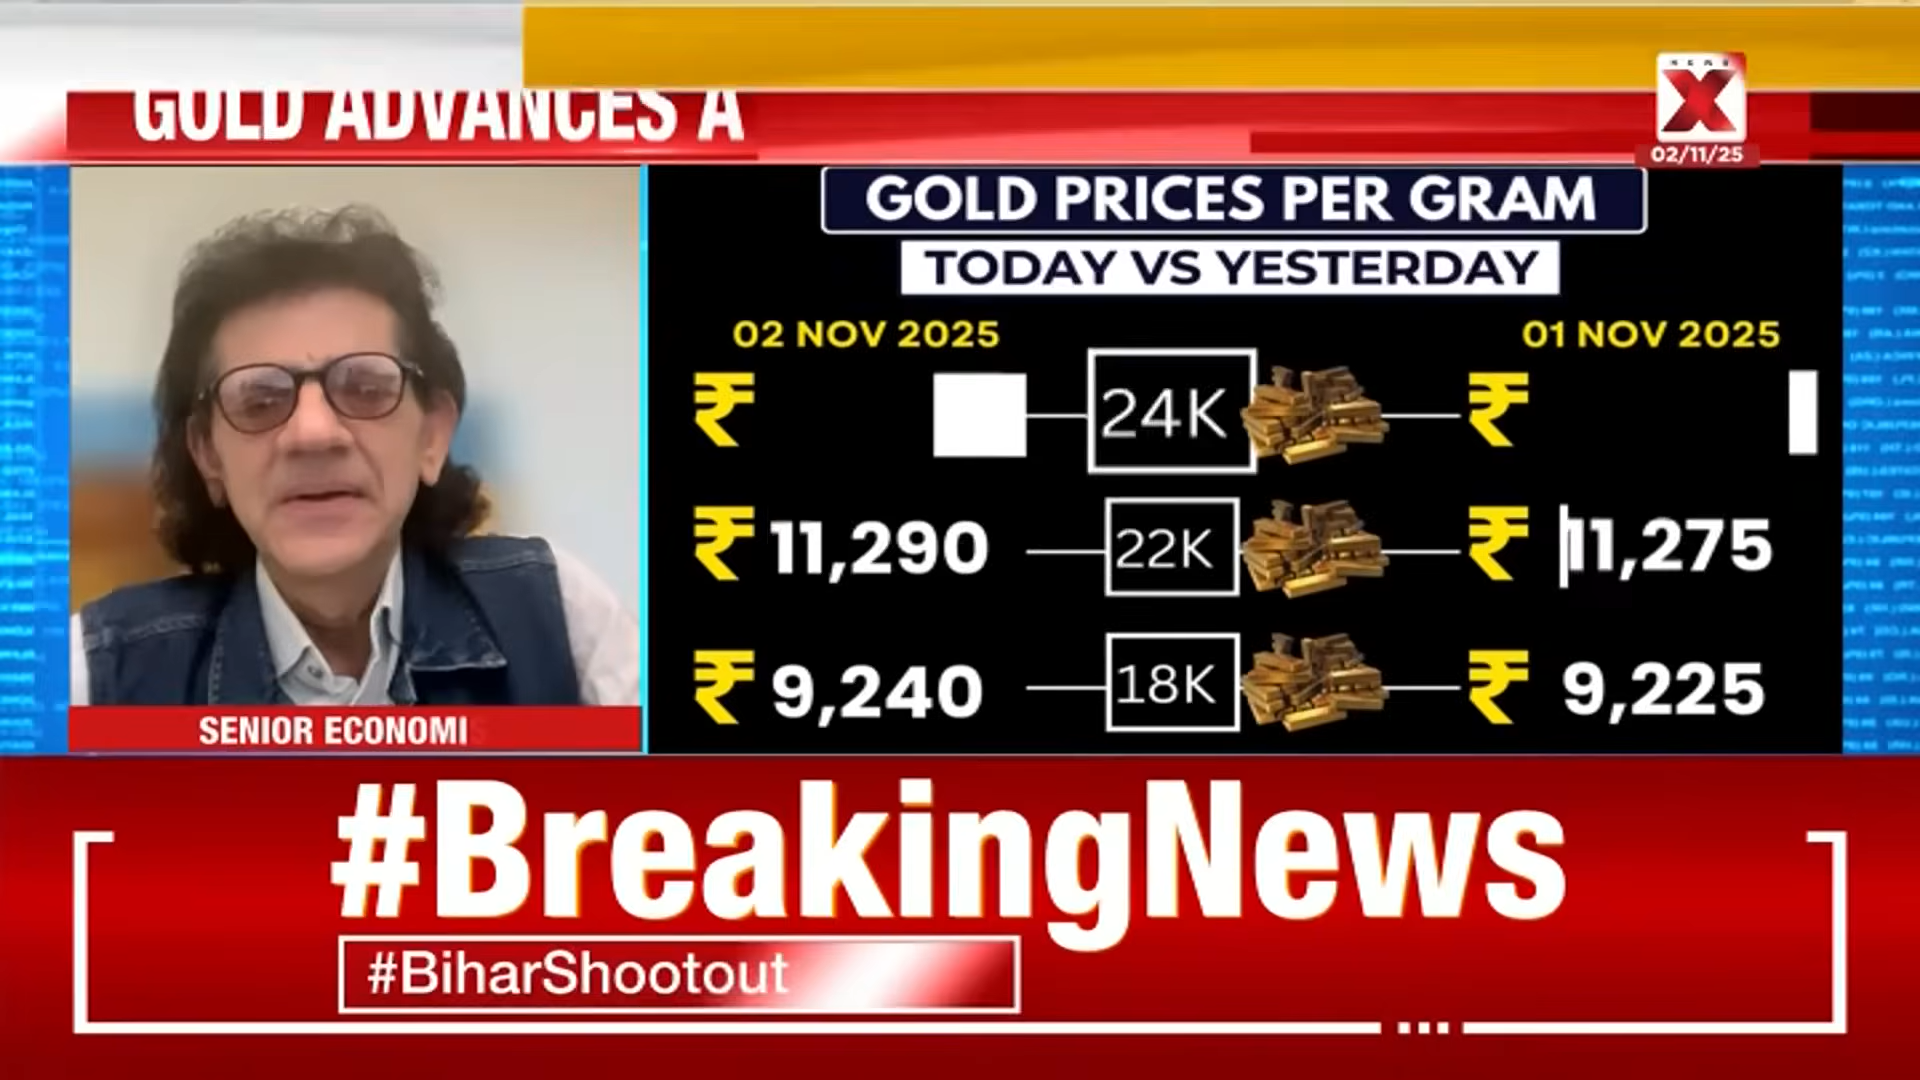 GOLD ADVANCES A
NEWS
X
02/11/25
GOLD PRICES PER GRAM
TODAY VS YESTERDAY
02 NOV 2025
01 NOV 2025
₹ 24K ₹
₹ 11,290 22K ₹ 11,275
₹ 9,240 18K ₹ 9,225
SENIOR ECONOMI
#BreakingNews
#BiharShootout